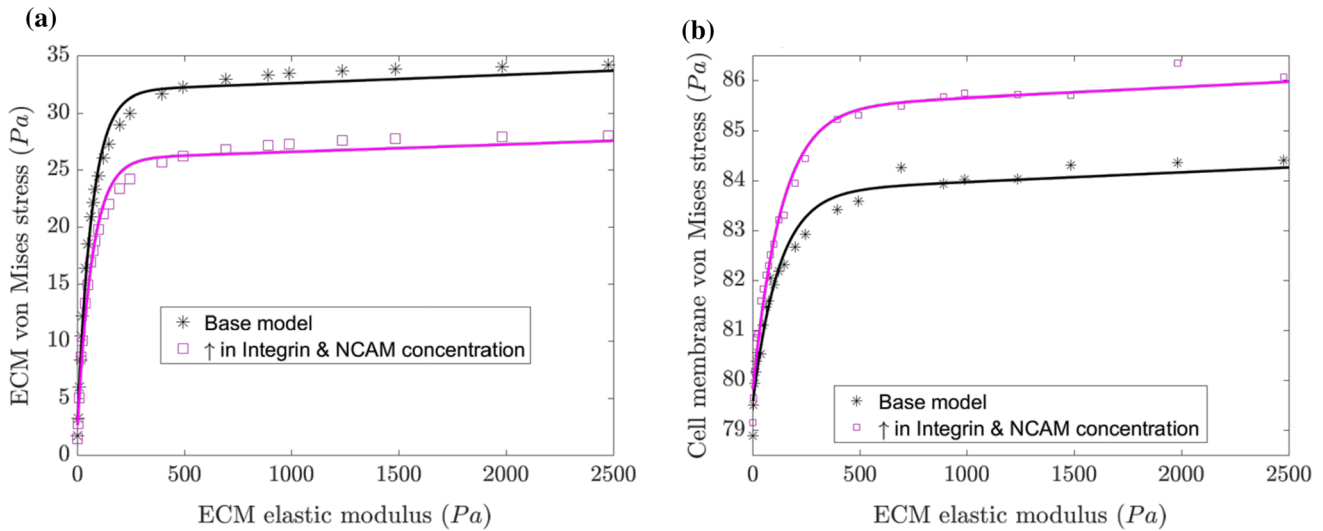 (a)
35
30
25
20
15
10
5
0
ECM von Mises stress (Pa)
✳ Base model
□ ↑ in Integrin & NCAM concentration
0 500 1000 1500 2000 2500
ECM elastic modulus (Pa)
(b)
86
85
84
83
82
81
80
79
Cell membrane von Mises stress (Pa)
✳ Base model
□ ↑ in Integrin & NCAM concentration
0 500 1000 1500 2000 2500
ECM elastic modulus (Pa)